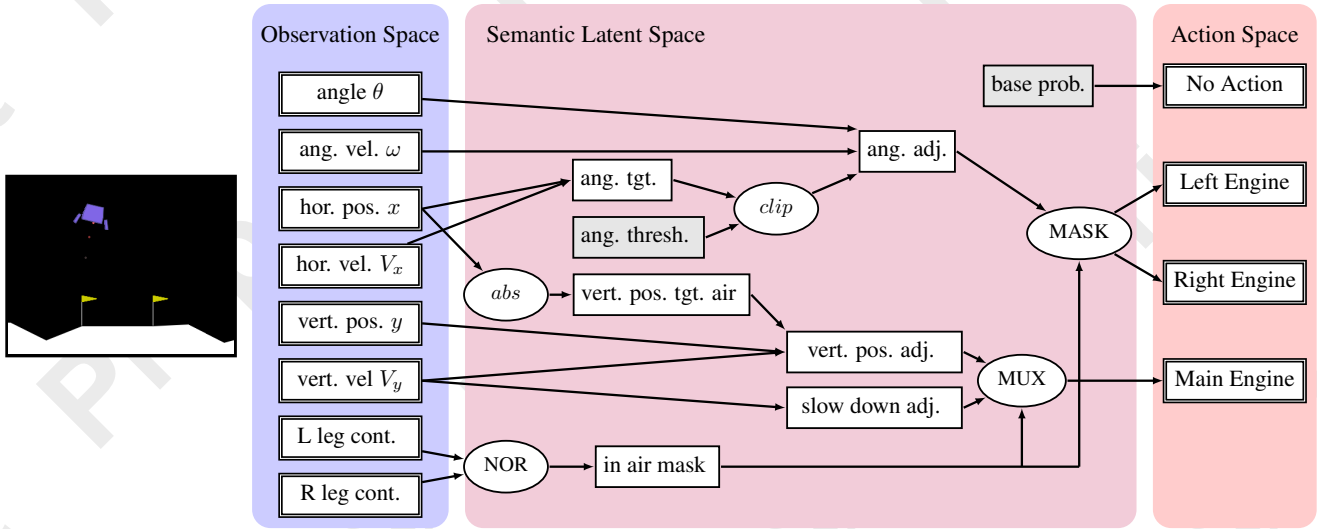 Observation Space
Semantic Latent Space
Action Space
angle θ
ang. vel. ω
hor. pos. x
hor. vel. Vₓ
vert. pos. y
vert. vel V_y
L leg cont.
R leg cont.
base prob.
ang. adj.
ang. tgt.
clip
ang. thresh.
MASK
abs
vert. pos. tgt. air
vert. pos. adj.
MUX
slow down adj.
NOR
in air mask
No Action
Left Engine
Right Engine
Main Engine